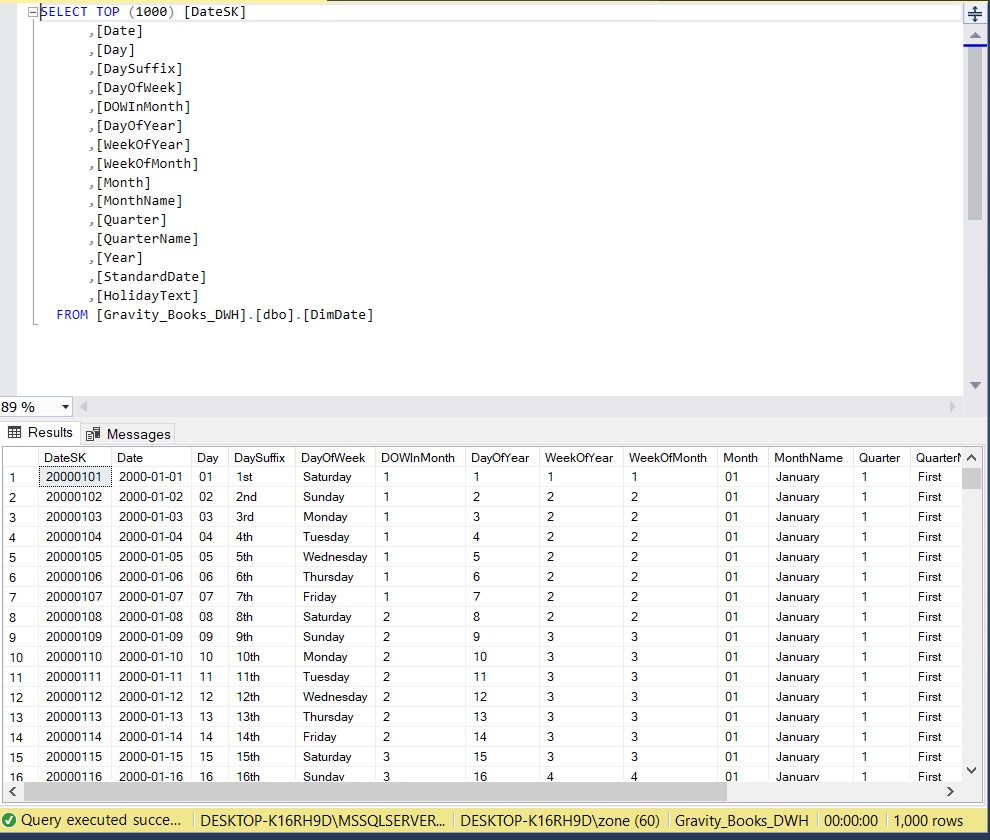 SELECT TOP (1000) [DateSK]
,[Date]
,[Day]
,[DaySuffix]
,[DayOfWeek]
,[DOWInMonth]
,[DayOfYear]
,[WeekOfYear]
,[WeekOfMonth]
,[Month]
,[MonthName]
,[Quarter]
,[QuarterName]
,[Year]
,[StandardDate]
,[HolidayText]
FROM [Gravity_Books_DWH].[dbo].[DimDate]
89 %
Results Messages
DateSK Date Day DaySuffix DayOfWeek DOWInMonth DayOfYear WeekOfYear WeekOfMonth Month MonthName Quarter QuarterN
1 20000101 2000-01-01 01 1st Saturday 1 1 1 1 01 January 1 First
2 20000102 2000-01-02 02 2nd Sunday 1 2 2 2 01 January 1 First
3 20000103 2000-01-03 03 3rd Monday 1 3 2 2 01 January 1 First
4 20000104 2000-01-04 04 4th Tuesday 1 4 2 2 01 January 1 First
5 20000105 2000-01-05 05 5th Wednesday 1 5 2 2 01 January 1 First
6 20000106 2000-01-06 06 6th Thursday 1 6 2 2 01 January 1 First
7 20000107 2000-01-07 07 7th Friday 1 7 2 2 01 January 1 First
8 20000108 2000-01-08 08 8th Saturday 2 8 2 2 01 January 1 First
9 20000109 2000-01-09 09 9th Sunday 2 9 3 3 01 January 1 First
10 20000110 2000-01-10 10 10th Monday 2 10 3 3 01 January 1 First
11 20000111 2000-01-11 11 11th Tuesday 2 11 3 3 01 January 1 First
12 20000112 2000-01-12 12 12th Wednesday 2 12 3 3 01 January 1 First
13 20000113 2000-01-13 13 13th Thursday 2 13 3 3 01 January 1 First
14 20000114 2000-01-14 14 14th Friday 2 14 3 3 01 January 1 First
15 20000115 2000-01-15 15 15th Saturday 3 15 3 3 01 January 1 First
16 20000116 2000-01-16 16 16th Sunday 3 16 4 4 01 January 1 First
Query executed succe... DESKTOP-K16RH9D\MSSQLSERVER... DESKTOP-K16RH9D\zone (60) Gravity_Books_DWH 00:00:00 1,000 rows